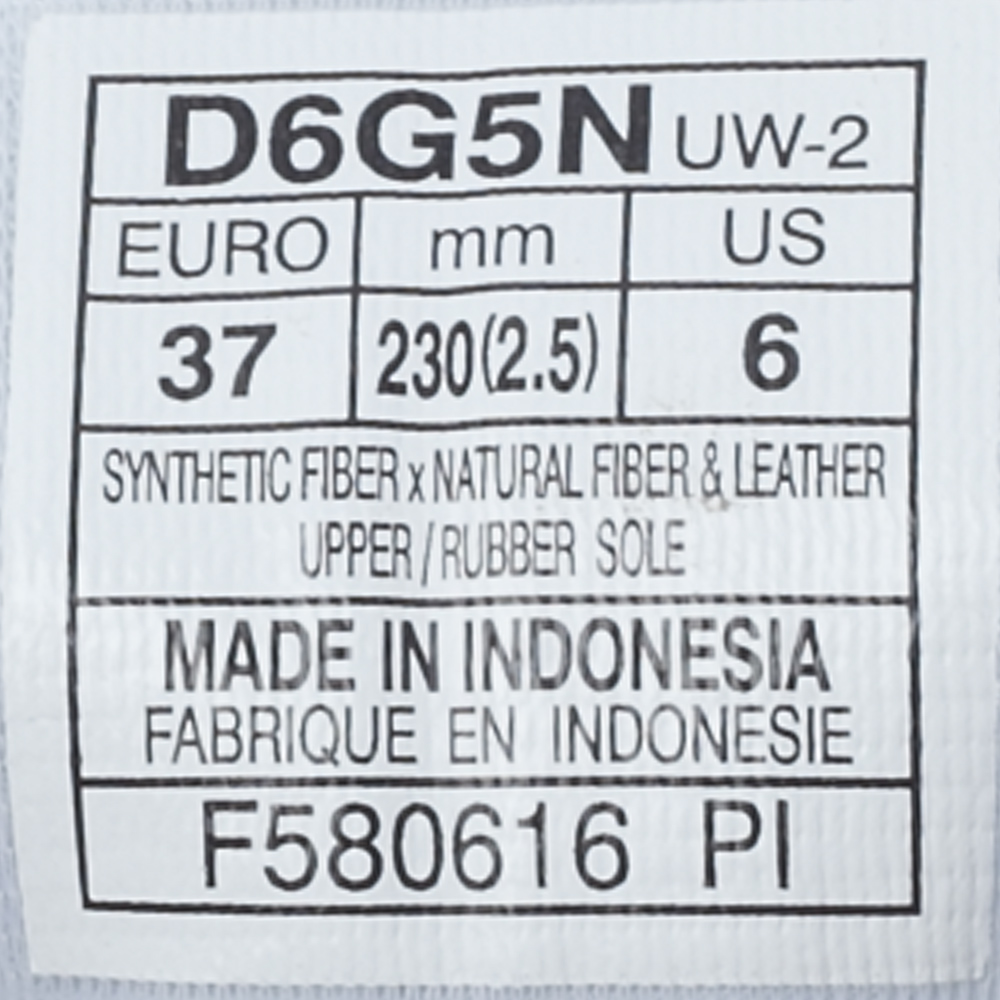 D6G5N UW-2
EURO mm US
37 230(2.5) 6
SYNTHETIC FIBER x NATURAL FIBER & LEATHER
UPPER / RUBBER SOLE
MADE IN INDONESIA
FABRIQUE EN INDONESIE
F580616 PI